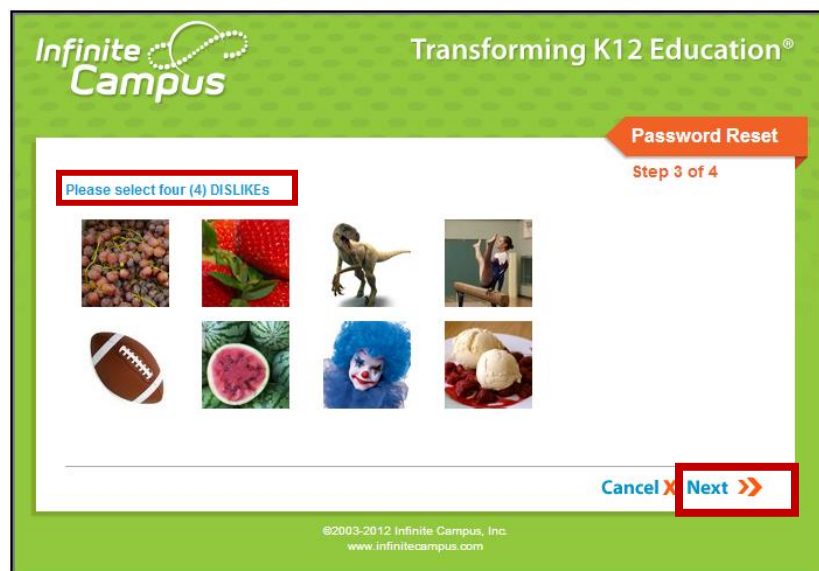 Infinite
Campus
Transforming K12 Education®
Password Reset
Step 3 of 4
Please select four (4) DISLIKEs
Cancel X Next
©2003-2012 Infinite Campus, Inc.
www.infinitecampus.com